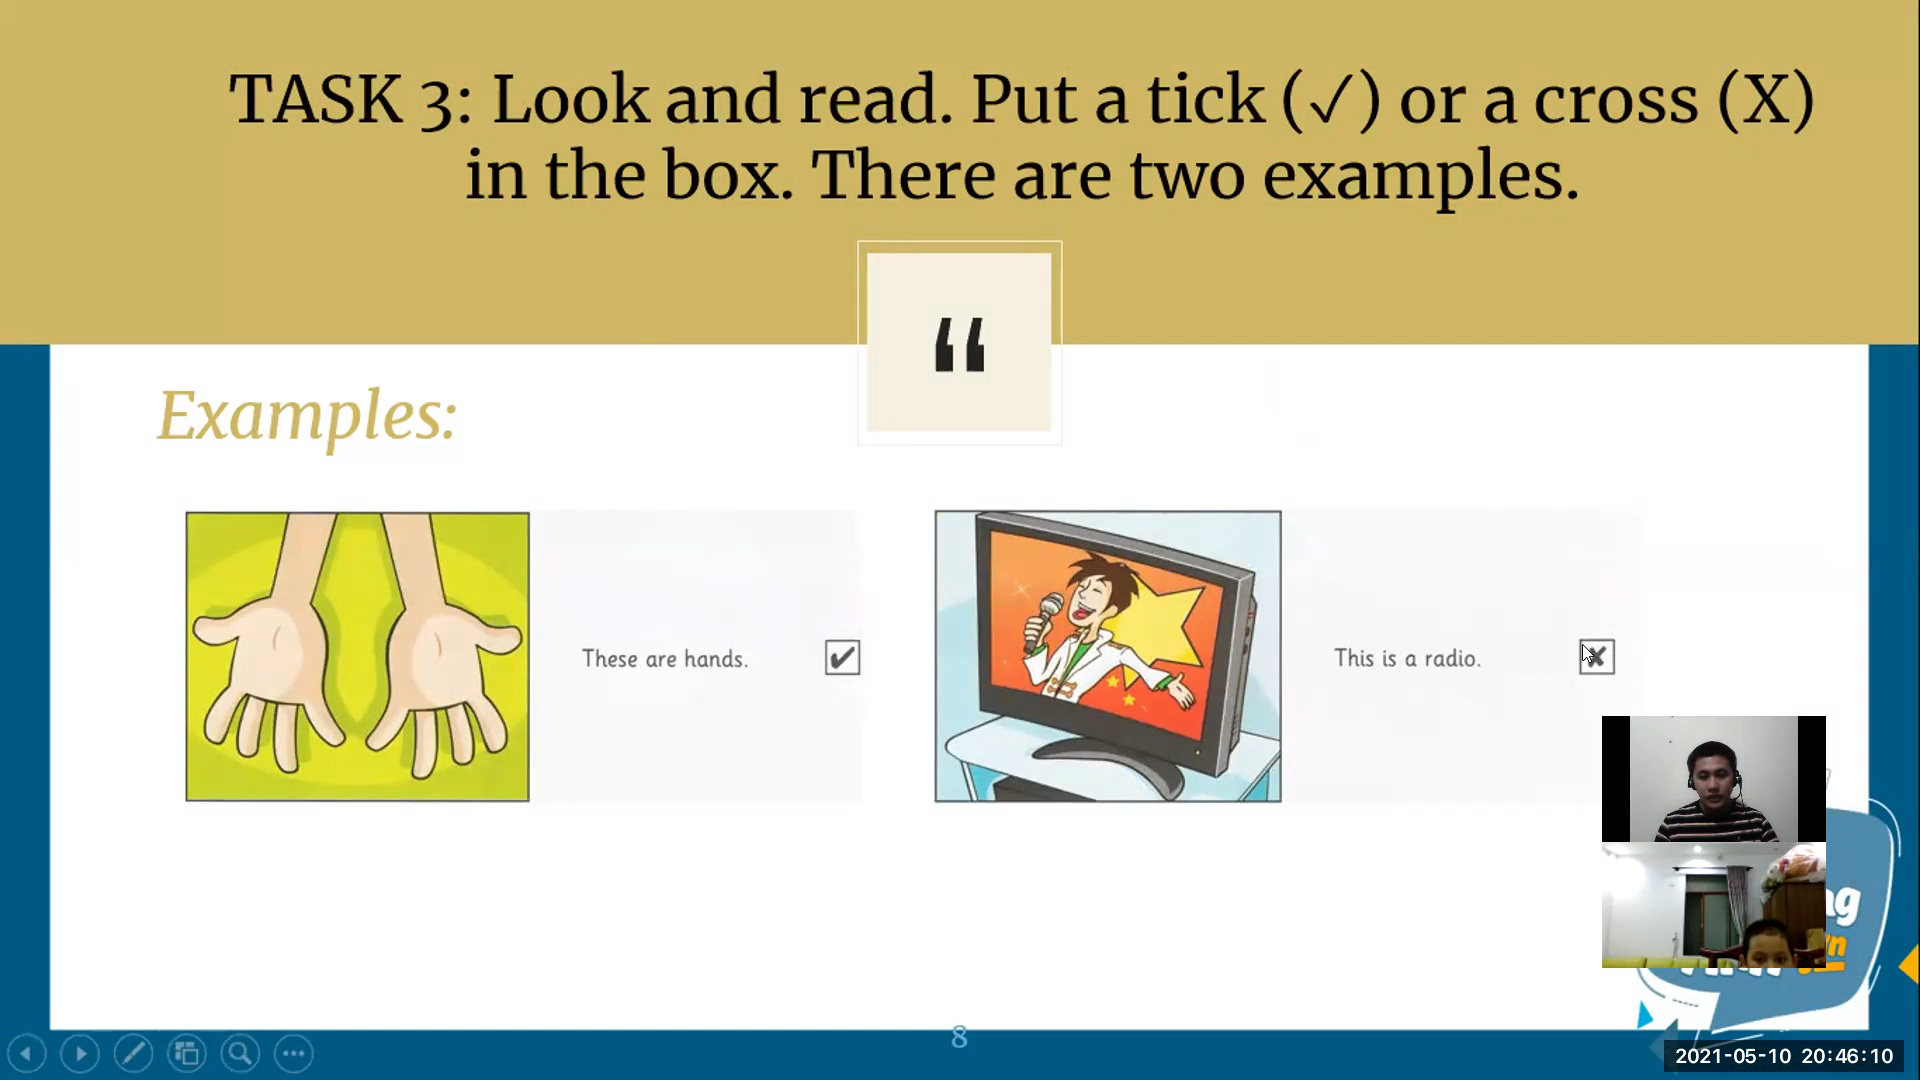 TASK 3: Look and read. Put a tick (✓) or a cross (X)
in the box. There are two examples.
“
Examples:
These are hands. ✔
This is a radio. ✘
8
2021-05-10 20:46:10